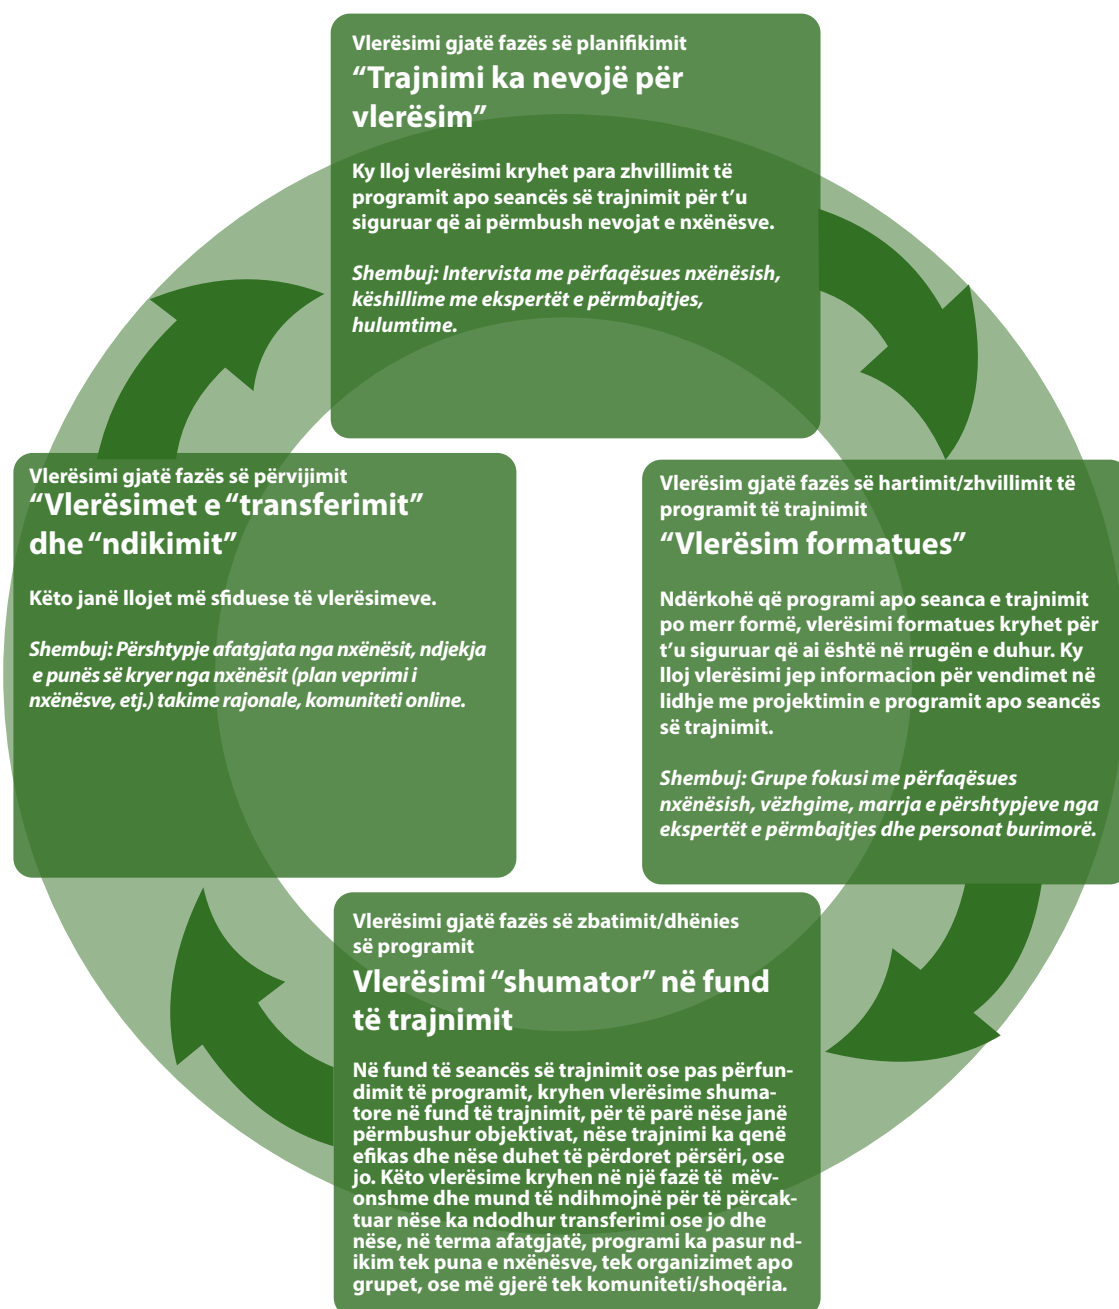 Vlerësimi gjatë fazës së planifikimit
“Trajnimi ka nevojë për
vlerësim”
Ky lloj vlerësimi kryhet para zhvillimit të
programit apo seancës së trajnimit për t’u
siguruar që ai përmbush nevojat e nxënësve.
Shembuj: Intervista me përfaqësues nxënësish,
këshillime me ekspertët e përmbajtjes,
hulumtime.
Vlerësim gjatë fazës së hartimit/zhvillimit të
programit të trajnimit
“Vlerësim formatues”
Ndërkohë që programi apo seanca e trajnimit
po merr formë, vlerësimi formatues kryhet për
t’u siguruar që ai është në rrugën e duhur. Ky
lloj vlerësimi jep informacion për vendimet në
lidhje me projektimin e programit apo seancës
së trajnimit.
Shembuj: Grupe fokusi me përfaqësues
nxënësish, vëzhgime, marrja e përshtypjeve nga
ekspertët e përmbajtjes dhe personat burimorë.
Vlerësimi gjatë fazës së zbatimit/dhënies
së programit
Vlerësimi “shumator” në fund
të trajnimit
Në fund të seancës së trajnimit ose pas përfun-
dimit të programit, kryhen vlerësime shuma-
tore në fund të trajnimit, për të parë nëse janë
përmbushur objektivat, nëse trajnimi ka qenë
efikas dhe nëse duhet të përdoret përsëri, ose
jo. Këto vlerësime kryhen në një fazë të mëv-
onshme dhe mund të ndihmojnë për të përcak-
tuar nëse ka ndodhur transferimi ose jo dhe
nëse, në terma afatgjatë, programi ka pasur nd-
ikim tek puna e nxënësve, tek organizimet apo
grupet, ose më gjerë tek komuniteti/shoqëria.
Vlerësimi gjatë fazës së përvijimit
“Vlerësimet e “transferimit”
dhe “ndikimit”
Këto janë llojet më sfiduese të vlerësimeve.
Shembuj: Përshtypje afatgjata nga nxënësit, ndjekja
e punës së kryer nga nxënësit (plan veprimi i
nxënësve, etj.) takime rajonale, komuniteti online.